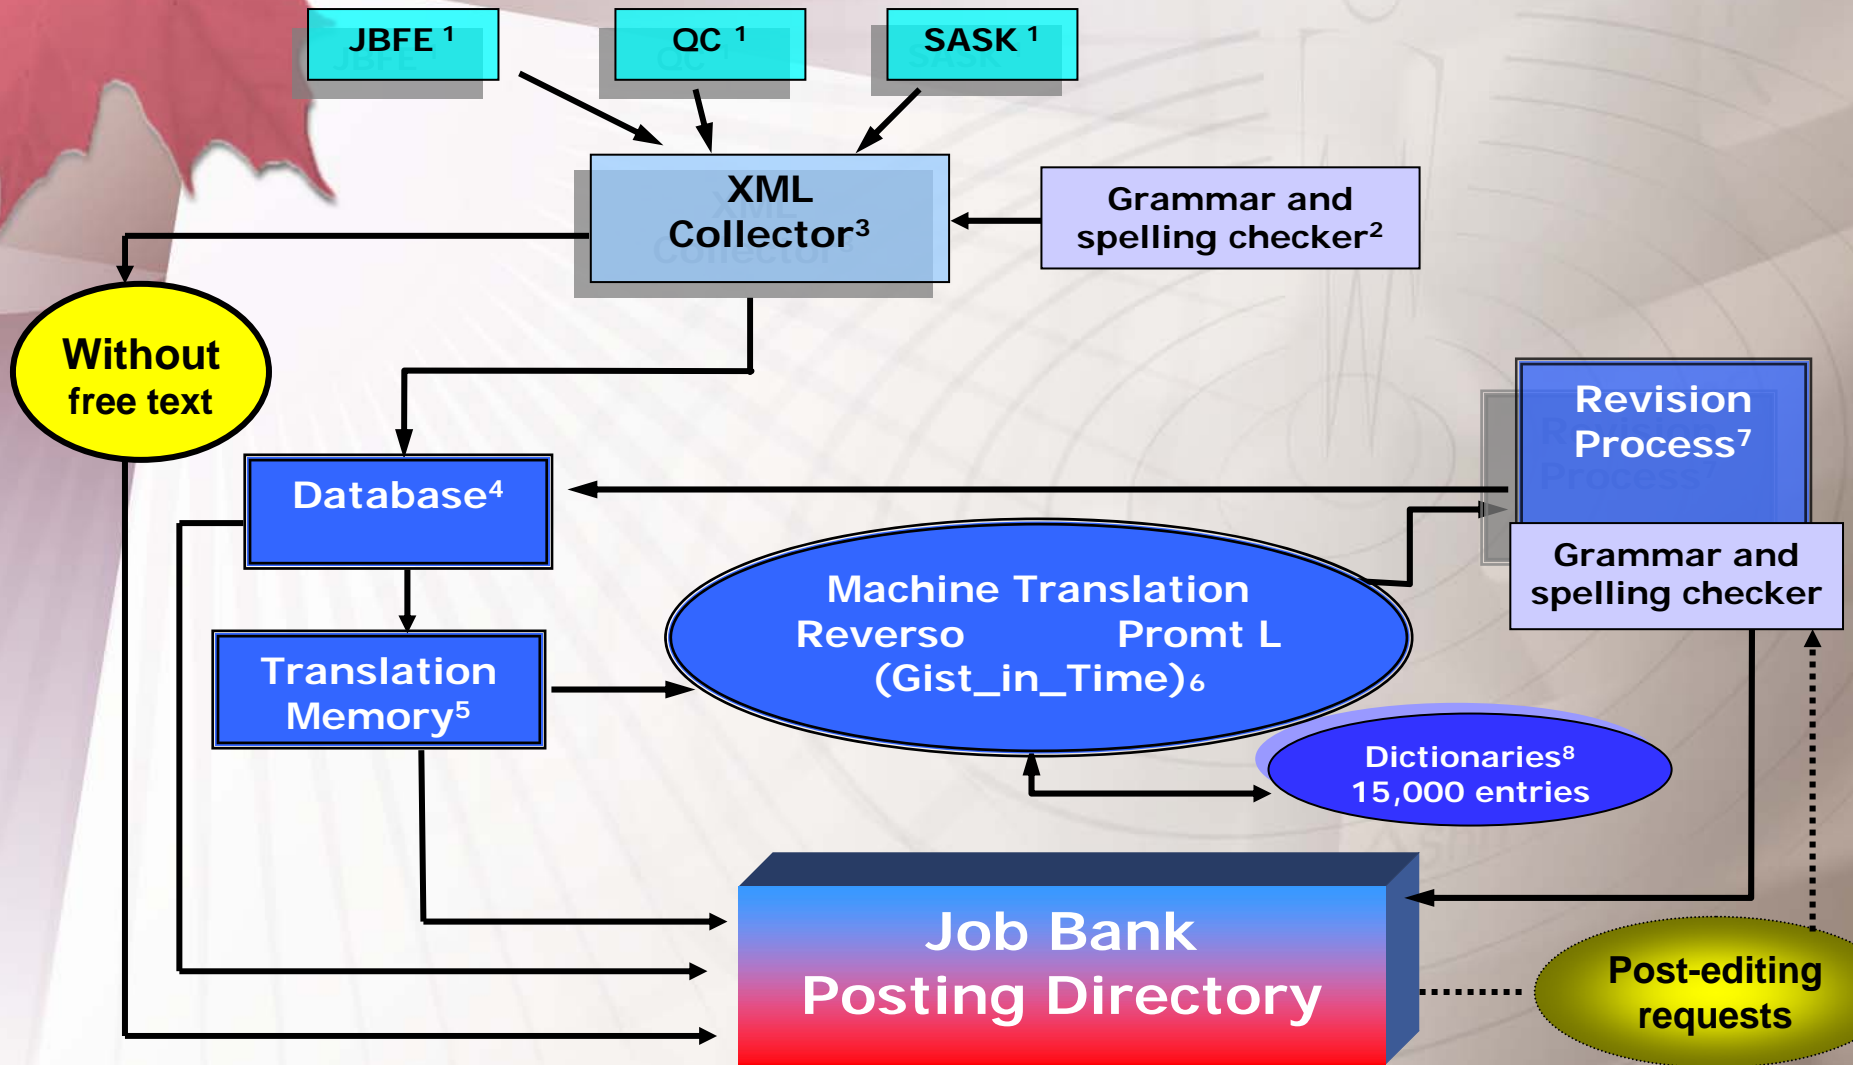 JBFE ¹
QC ¹
SASK ¹
XML
Collector³
Grammar and
spelling checker²
Without
free text
Revision
Process⁷
Database⁴
Grammar and
spelling checker
Machine Translation
Reverso Promt L
(Gist_in_Time)₆
Translation
Memory⁵
Dictionaries⁸
15,000 entries
Job Bank
Posting Directory
Post-editing
requests